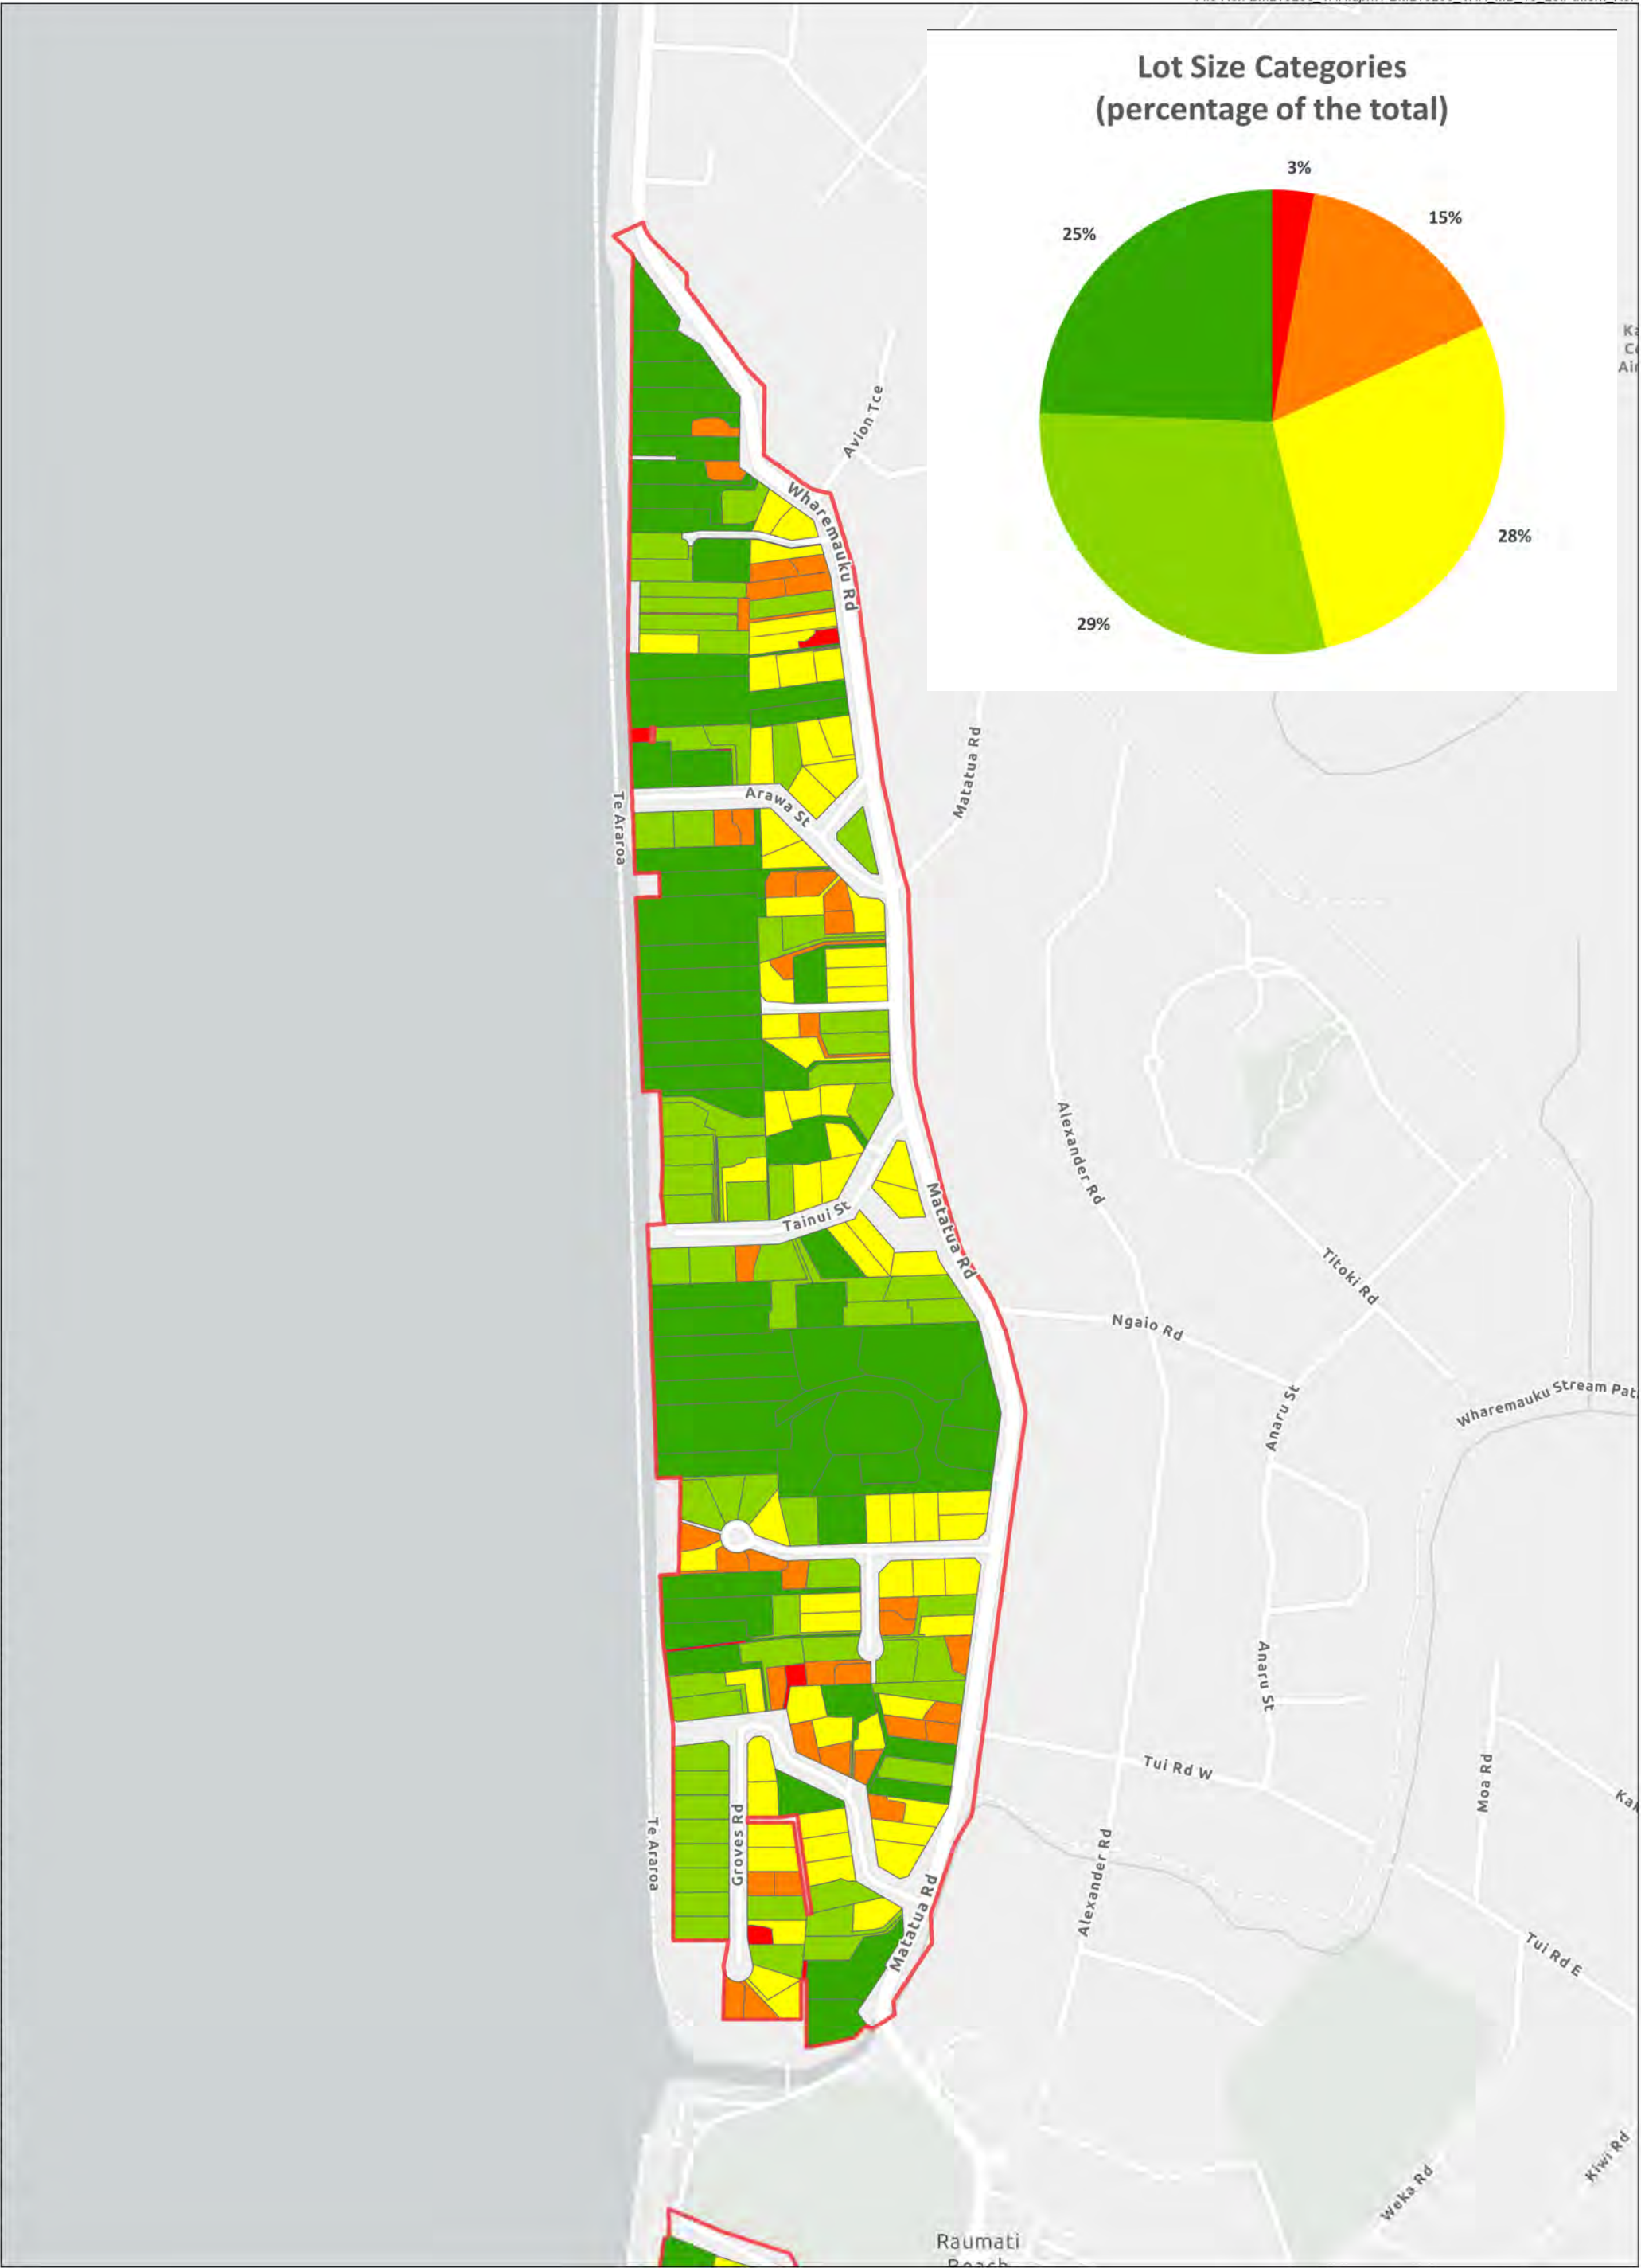 Lot Size Categories
(percentage of the total)
3%
15%
25%
28%
29%
Avion Tce
Wharemauku Rd
Matatua Rd
Te Araroa
Arawa St
Alexander Rd
Tainui St
Matatua Rd
Titoki Rd
Ngaio Rd
Anaru St
Wharemauku Stream Pat
Anaru St
Tui Rd W
Moa Rd
Te Araroa
Groves Rd
Alexander Rd
Matatua Rd
Tui Rd E
Kiwi Rd
Weka Rd
Raumati